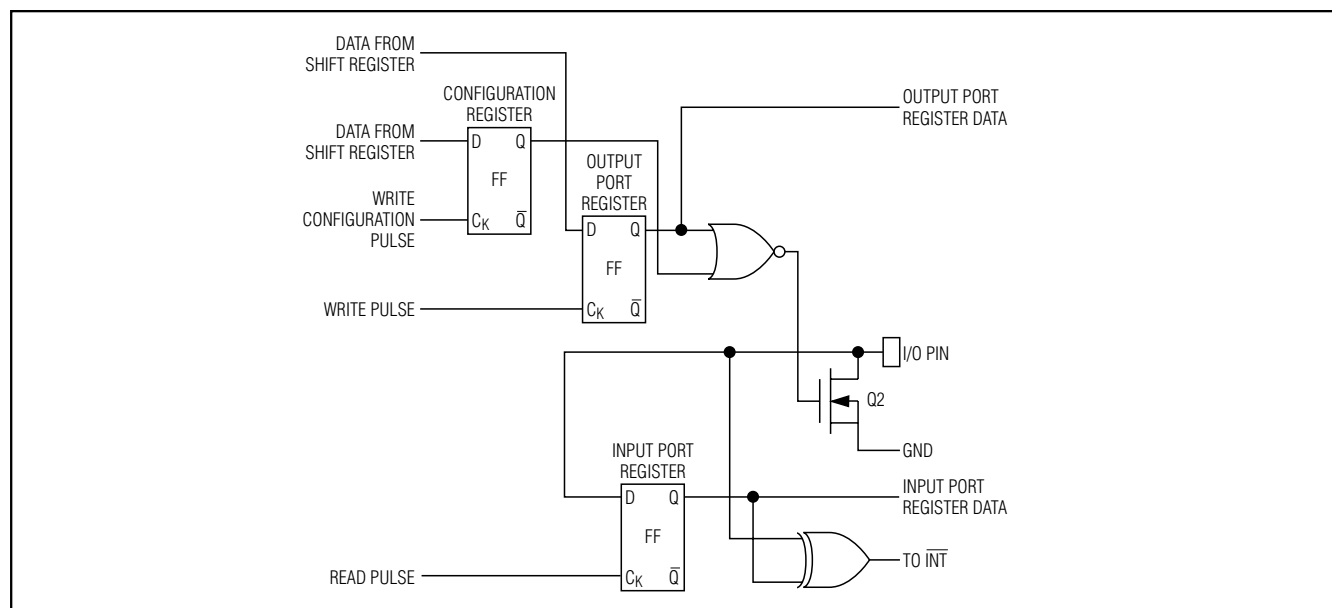 DATA FROM
SHIFT REGISTER
CONFIGURATION
REGISTER
DATA FROM
SHIFT REGISTER
D Q
FF
CK Q̅
WRITE
CONFIGURATION
PULSE
OUTPUT
PORT
REGISTER
D Q
FF
CK Q̅
WRITE PULSE
OUTPUT PORT
REGISTER DATA
I/O PIN
Q2
GND
INPUT PORT
REGISTER
D Q
FF
CK Q̅
READ PULSE
INPUT PORT
REGISTER DATA
TO I̅N̅T̅